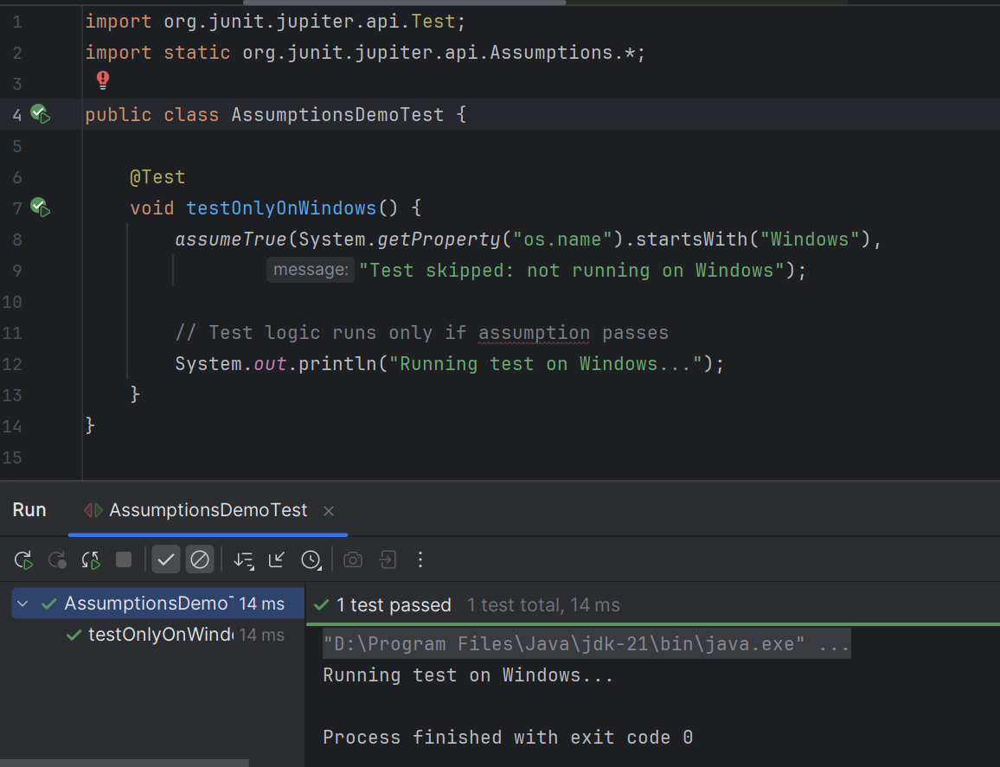 1 import org.junit.jupiter.api.Test;
2 import static org.junit.jupiter.api.Assumptions.*;
3
4 public class AssumptionsDemoTest {
5
6     @Test
7     void testOnlyOnWindows() {
8         assumeTrue(System.getProperty("os.name").startsWith("Windows"),
9                 message: "Test skipped: not running on Windows");
10
11         // Test logic runs only if assumption passes
12         System.out.println("Running test on Windows...");
13     }
14 }
15
Run AssumptionsDemoTest ×
AssumptionsDemoT 14 ms
✓ 1 test passed 1 test total, 14 ms
testOnlyOnWind 14 ms
"D:\Program Files\Java\jdk-21\bin\java.exe" ...
Running test on Windows...
Process finished with exit code 0